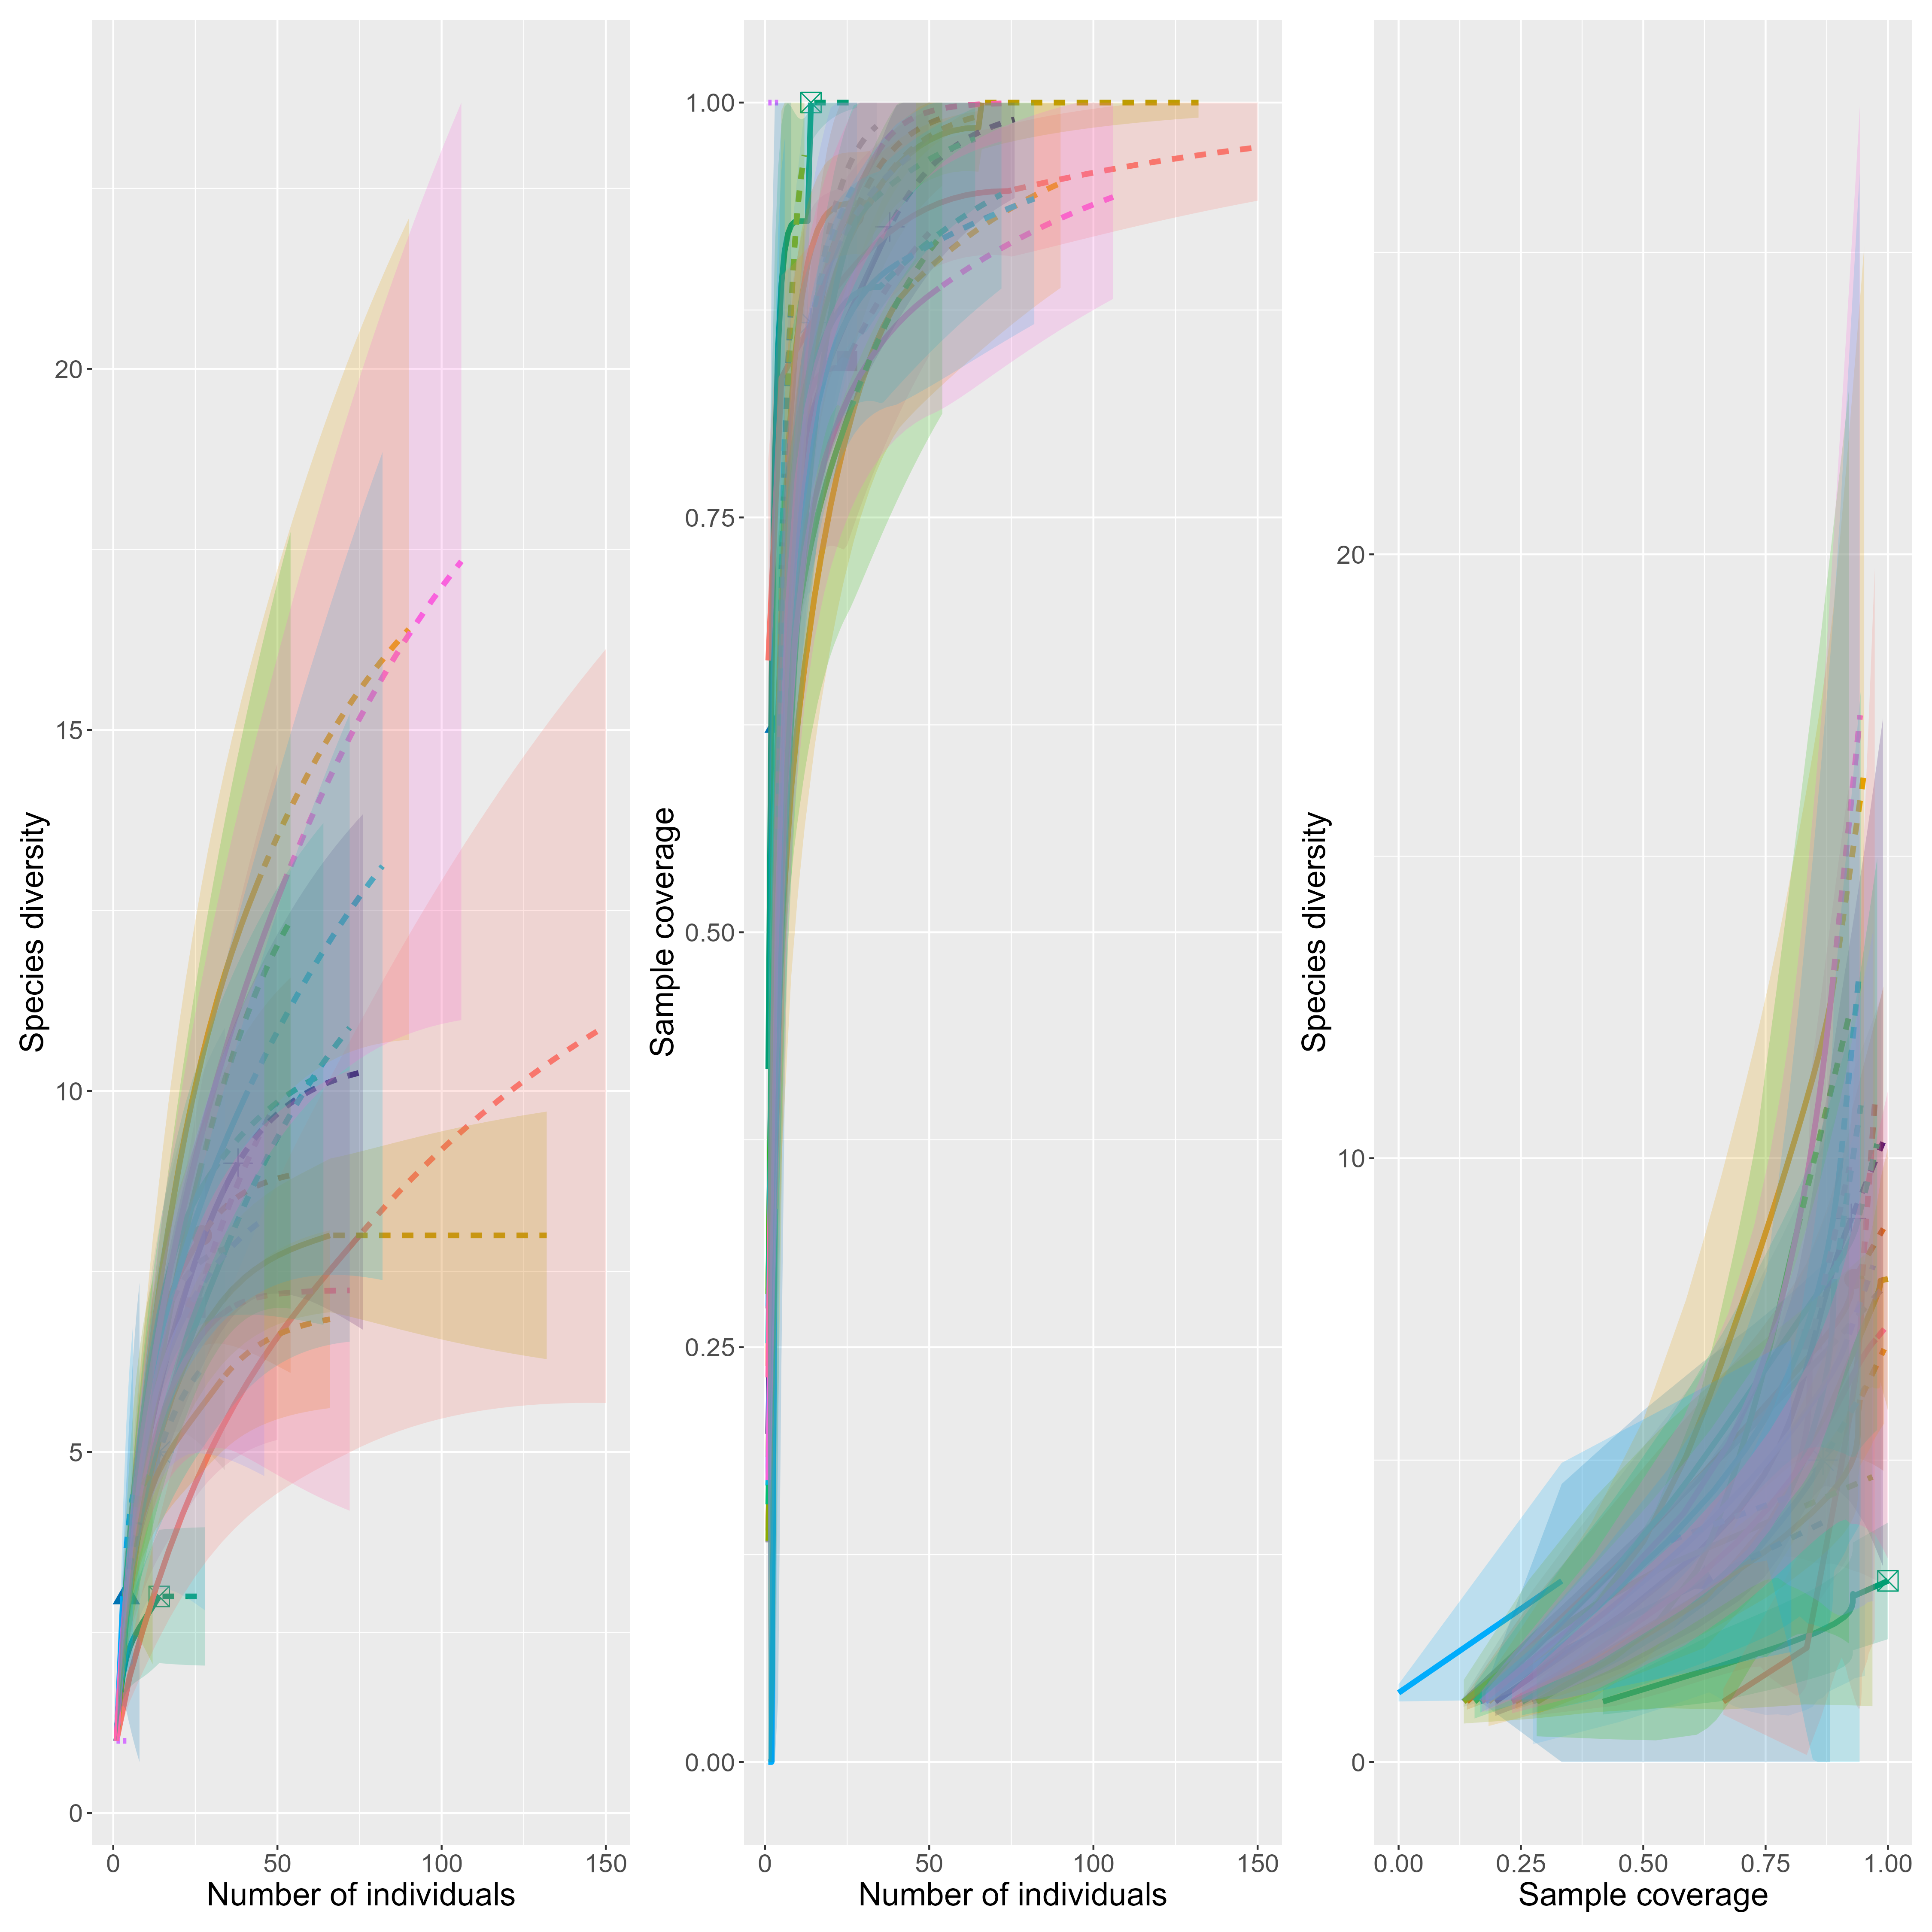 Species diversity
20
15
10
5
0
0 50 100 150
Number of individuals
Sample coverage
1.00
0.75
0.50
0.25
0.00
0 50 100 150
Number of individuals
Species diversity
20
10
0
0.00 0.25 0.50 0.75 1.00
Sample coverage